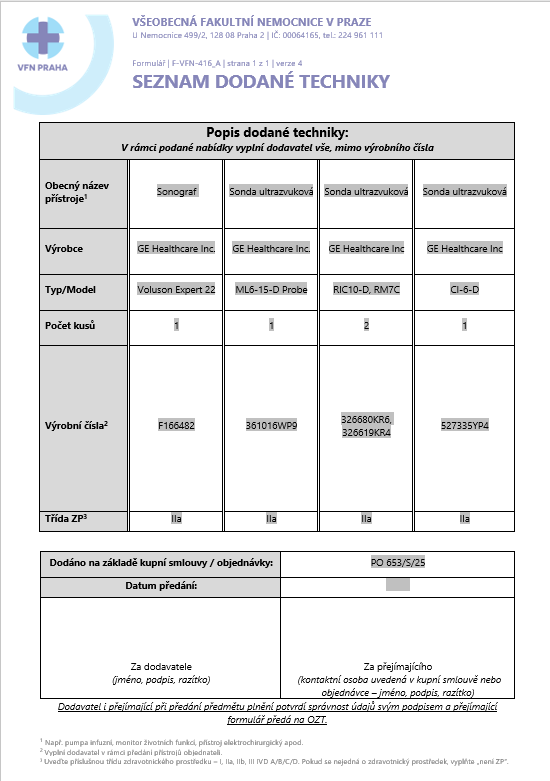 VFN PRAHA
VŠEOBECNÁ FAKULTNÍ NEMOCNICE V PRAZE
U Nemocnice 499/2, 128 08 Praha 2 | IČ: 00064165, tel.: 224 961 111
Formulář | F-VFN-416_A | strana 1 z 1 | verze 4
SEZNAM DODANÉ TECHNIKY
Popis dodané techniky:
V rámci podané nabídky vyplní dodavatel vše, mimo výrobního čísla
Obecný název přístroje¹ Sonograf Sonda ultrazvuková Sonda ultrazvuková Sonda ultrazvuková
Výrobce GE Healthcare Inc. GE Healthcare Inc. GE Healthcare Inc GE Healthcare Inc
Typ/Model Voluson Expert 22 ML6-15-D Probe RIC10-D, RM7C CI-6-D
Počet kusů 1 1 2 1
Výrobní čísla² F166482 361016WP9 326680KR6, 326619KR4 527335YP4
Třída ZP³ IIa IIa IIa IIa
Dodáno na základě kupní smlouvy / objednávky: PO 653/S/25
Datum předání:
Za dodavatele
(jméno, podpis, razítko)
Za přejímajícího
(kontaktní osoba uvedená v kupní smlouvě nebo
objednávce – jméno, podpis, razítko)
Dodavatel i přejímající při předání předmětu plnění potvrdí správnost údajů svým podpisem a přejímající
formulář předá na OZT.
¹ Např. pumpa infuzní, monitor životních funkcí, přístroj elektrochirurgický apod.
² Vyplní dodavatel v rámci předání přístrojů objednateli.
³ Uveďte příslušnou třídu zdravotnického prostředku – I, IIa, IIb, III IVD A/B/C/D. Pokud se nejedná o zdravotnický prostředek, vyplňte „není ZP“.